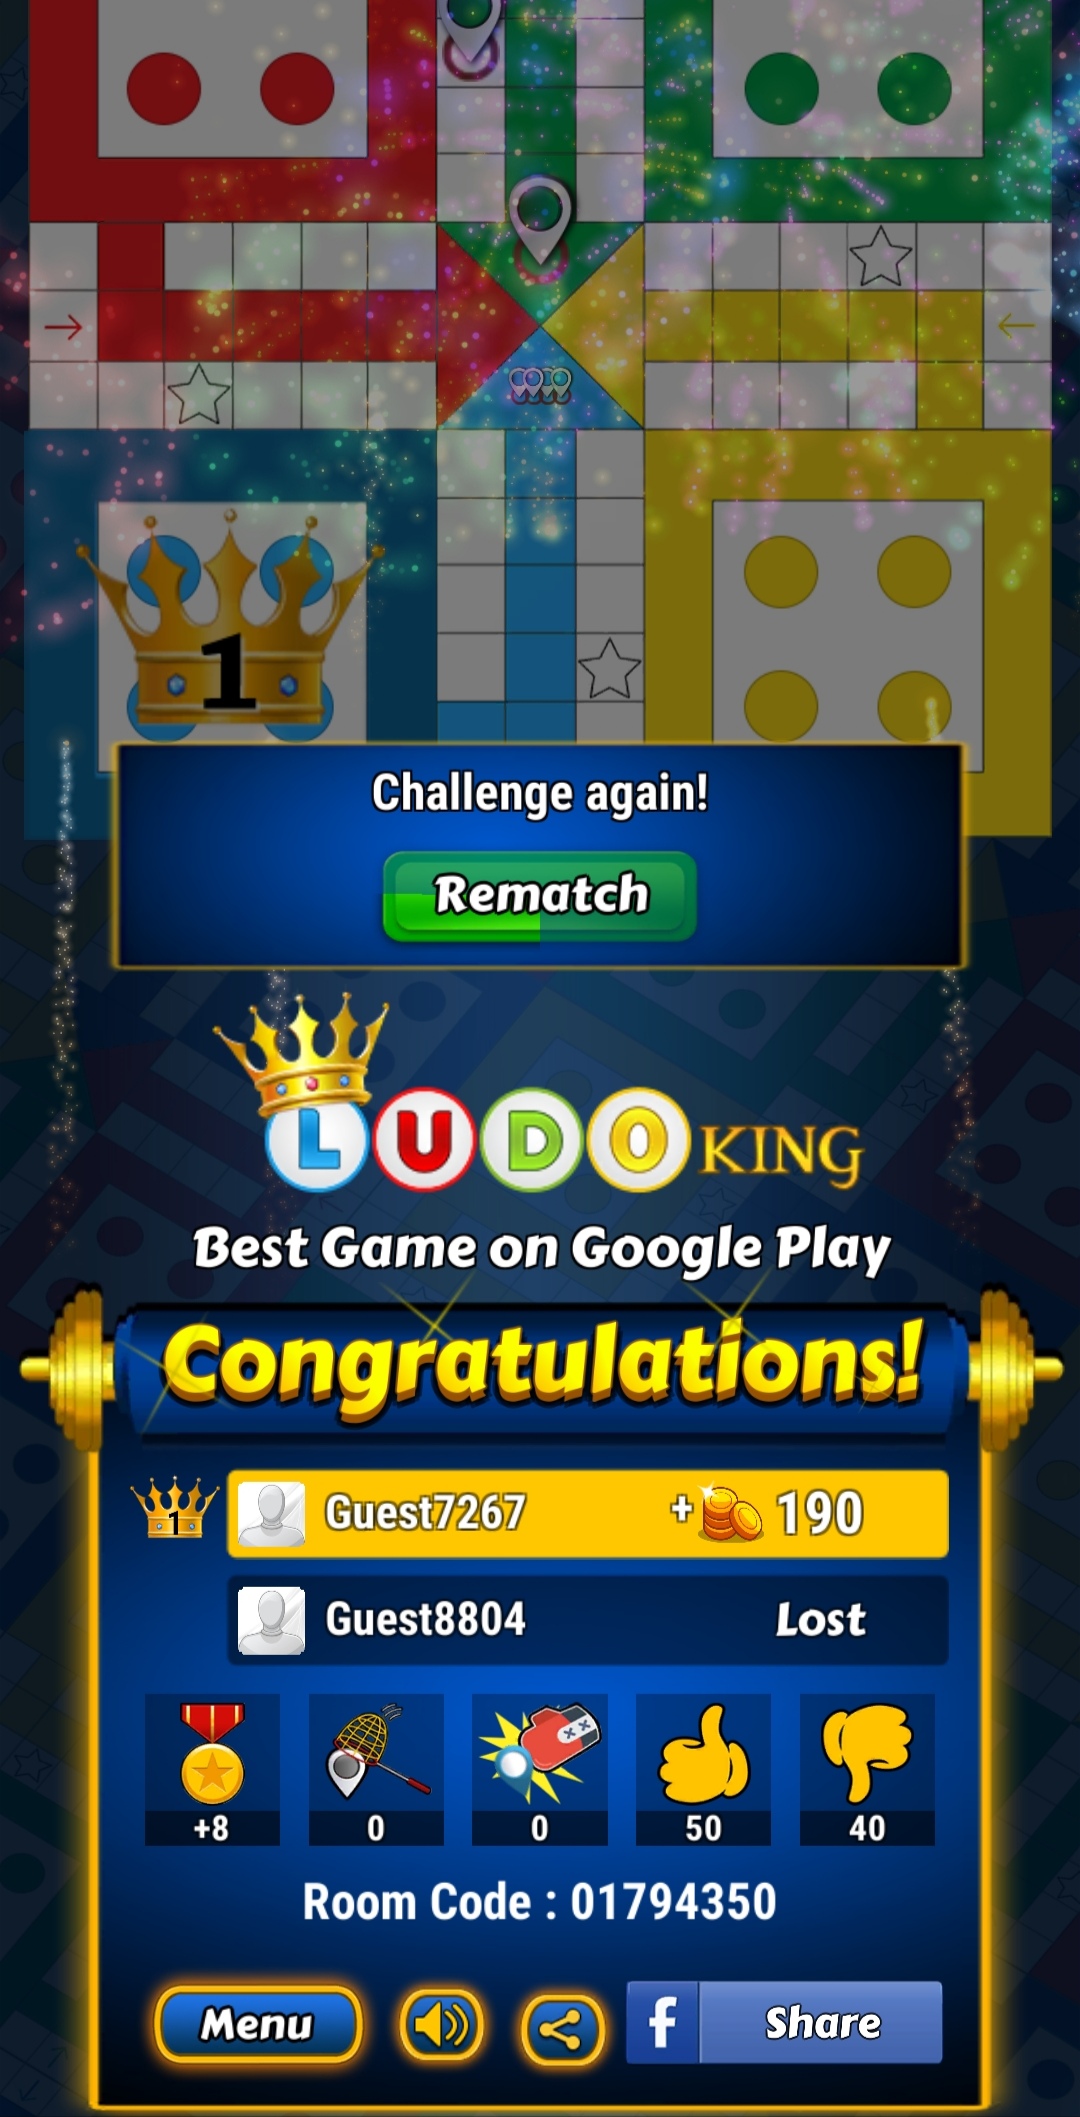 1
Challenge again!
Rematch
LUDO KING
Best Game on Google Play
Congratulations!
1 Guest7267 + 190
Guest8804 Lost
+8 0 0 50 40
Room Code : 01794350
Menu f Share